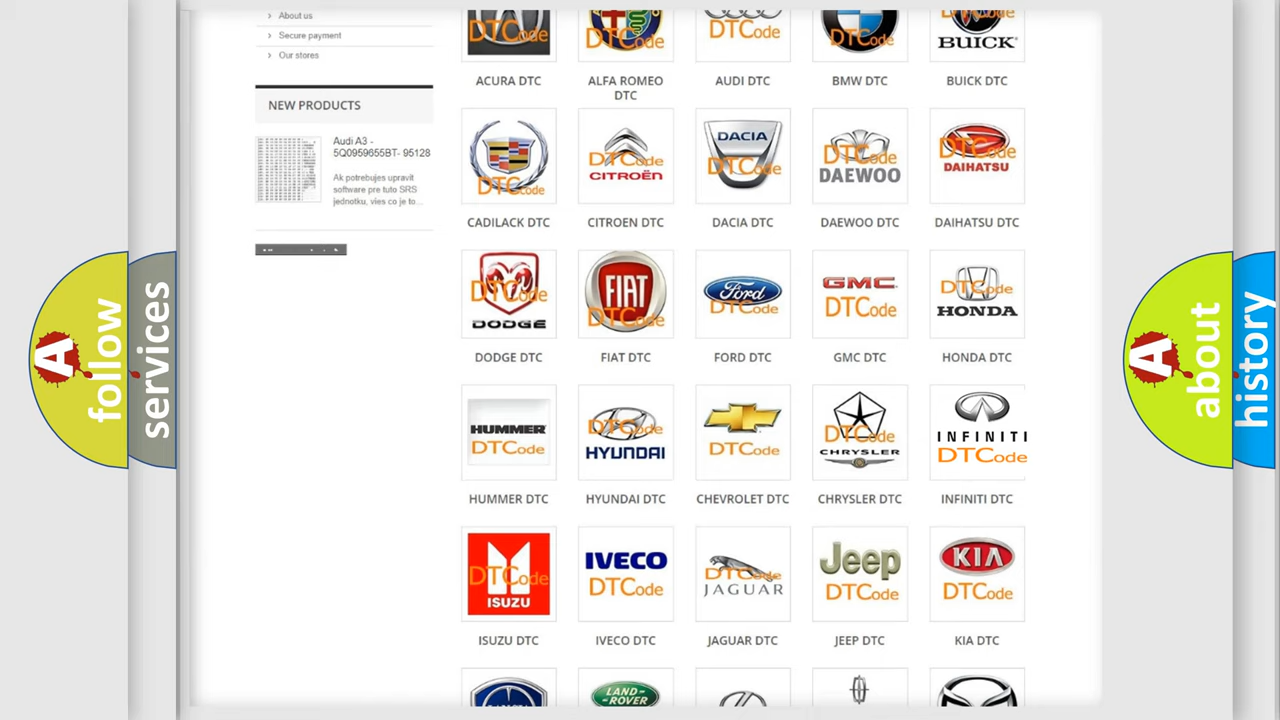 About us
Secure payment
Our stores
NEW PRODUCTS
Audi A3 -
5Q0959655BT- 95128
Ak potrebujes upravit
software pre tuto SRS
jednotku, vies co je to...
DTCode
DTCode
DTCode
DTCode
DTCode
BUICK
ACURA DTC
ALFA ROMEO
DTC
AUDI DTC
BMW DTC
BUICK DTC
DTCode
DTCode
CITROËN
DACIA
DTCode
DTCode
DAEWOO
DTCode
DAIHATSU
CADILACK DTC
CITROEN DTC
DACIA DTC
DAEWOO DTC
DAIHATSU DTC
DTCode
DODGE
FIAT
DTCode
Ford
DTCode
GMC
DTCode
DTCode
HONDA
DODGE DTC
FIAT DTC
FORD DTC
GMC DTC
HONDA DTC
HUMMER
DTCode
DTCode
HYUNDAI
DTCode
DTCode
CHRYSLER
INFINITI
DTCode
HUMMER DTC
HYUNDAI DTC
CHEVROLET DTC
CHRYSLER DTC
INFINITI DTC
DTCode
ISUZU
IVECO
DTCode
DTCode
JAGUAR
Jeep
DTCode
KIA
DTCode
ISUZU DTC
IVECO DTC
JAGUAR DTC
JEEP DTC
KIA DTC
LAND-
ROVER
A
follow
services
A
about
history